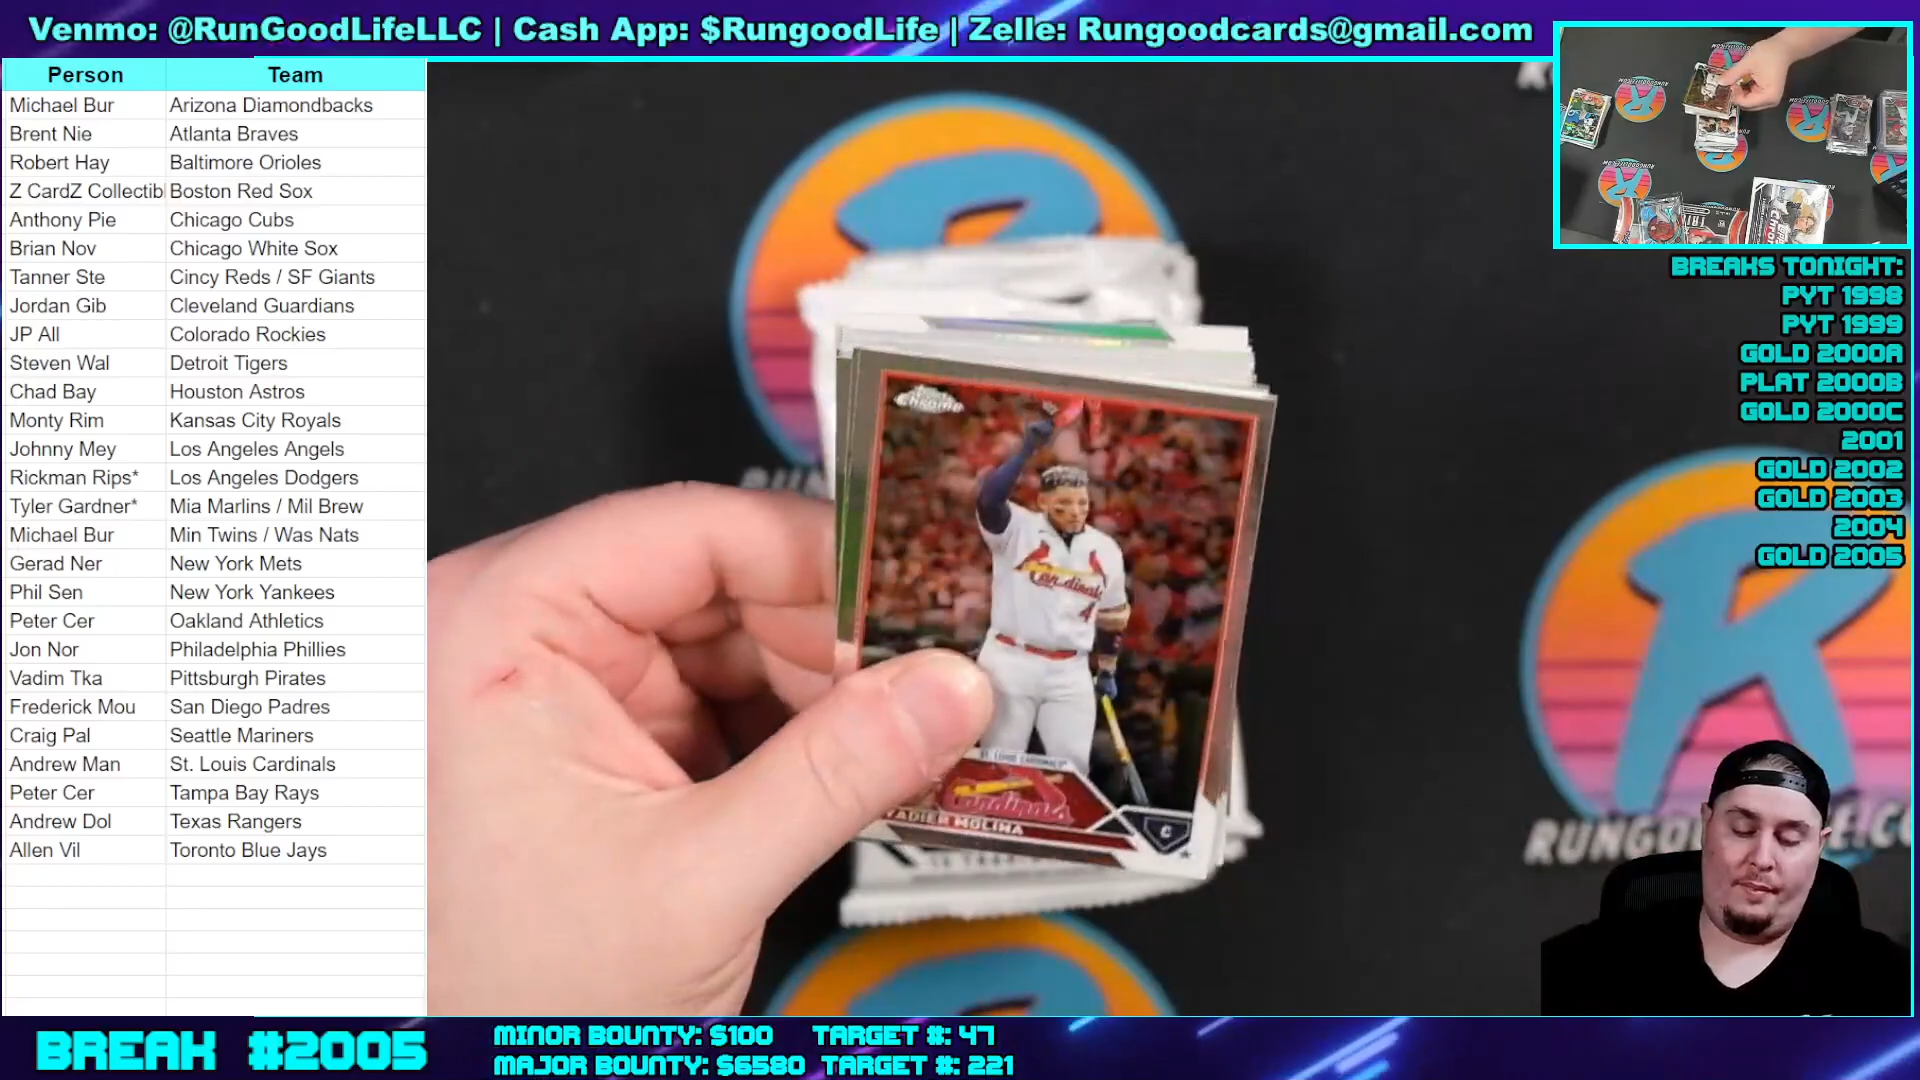 Venmo: @RunGoodLifeLLC | Cash App: $RungoodLife | Zelle: Rungoodcards@gmail.com
Person Team
Michael Bur Arizona Diamondbacks
Brent Nie Atlanta Braves
Robert Hay Baltimore Orioles
Z CardZ Collectibl Boston Red Sox
Anthony Pie Chicago Cubs
Brian Nov Chicago White Sox
Tanner Ste Cincy Reds / SF Giants
Jordan Gib Cleveland Guardians
JP All Colorado Rockies
Steven Wal Detroit Tigers
Chad Bay Houston Astros
Monty Rim Kansas City Royals
Johnny Mey Los Angeles Angels
Rickman Rips* Los Angeles Dodgers
Tyler Gardner* Mia Marlins / Mil Brew
Michael Bur Min Twins / Was Nats
Gerad Ner New York Mets
Phil Sen New York Yankees
Peter Cer Oakland Athletics
Jon Nor Philadelphia Phillies
Vadim Tka Pittsburgh Pirates
Frederick Mou San Diego Padres
Craig Pal Seattle Mariners
Andrew Man St. Louis Cardinals
Peter Cer Tampa Bay Rays
Andrew Dol Texas Rangers
Allen Vil Toronto Blue Jays
Chrome
Cardinals
4
ST. LOUIS CARDINALS
Cardinals
YADIER MOLINA
C
BREAKS TONIGHT:
PYT 1998
PYT 1999
GOLD 2000A
PLAT 2000B
GOLD 2000C
2001
GOLD 2002
GOLD 2003
2004
GOLD 2005
BREAK #2005
MINOR BOUNTY: $100 TARGET #: 47
MAJOR BOUNTY: $6580 TARGET #: 221